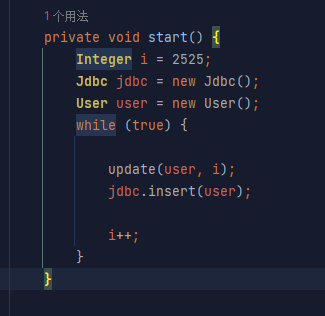 1个用法
private void start() {
Integer i = 2525;
Jdbc jdbc = new Jdbc();
User user = new User();
while (true) {
update(user, i);
jdbc.insert(user);
i++;
}
}